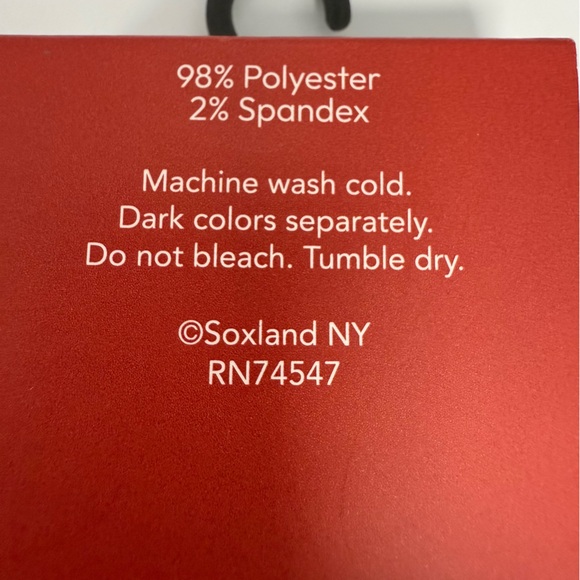 98% Polyester
2% Spandex
Machine wash cold.
Dark colors separately.
Do not bleach. Tumble dry.
©Soxland NY
RN74547